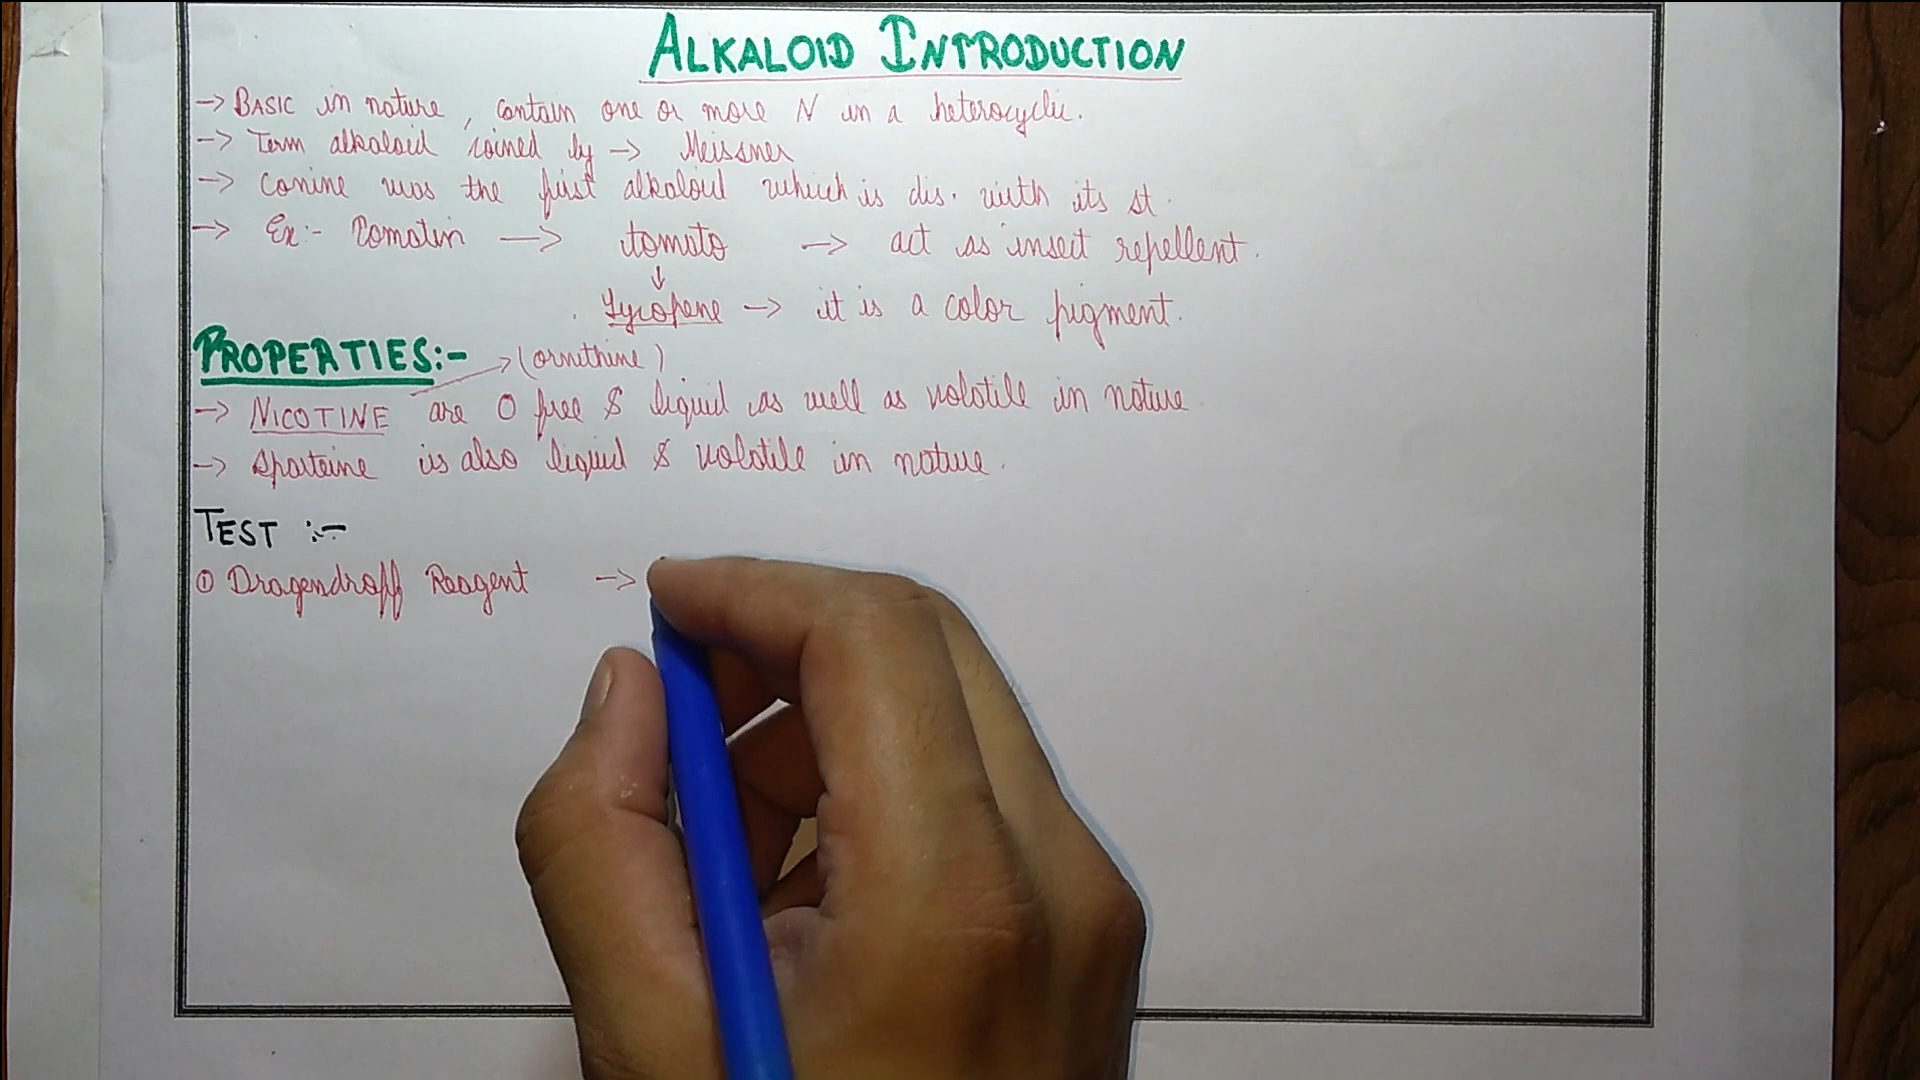 ALKALOID INTRODUCTION
→ BASIC in nature, contain one or more N in a heterocyclic.
→ Term alkaloid coined by → Meissner
→ Conine was the first alkaloid which is dis. with its st.
→ Ex:- Tomatin → tomato → act as insect repellent.
↓
Lycopene → it is a color pigment.
PROPERTIES:- → (ornithine)
→ NICOTINE are O free & liquid as well as volatile in nature
→ Sparteine is also liquid & volatile in nature.
TEST :-
① Dragendroff Reagent →